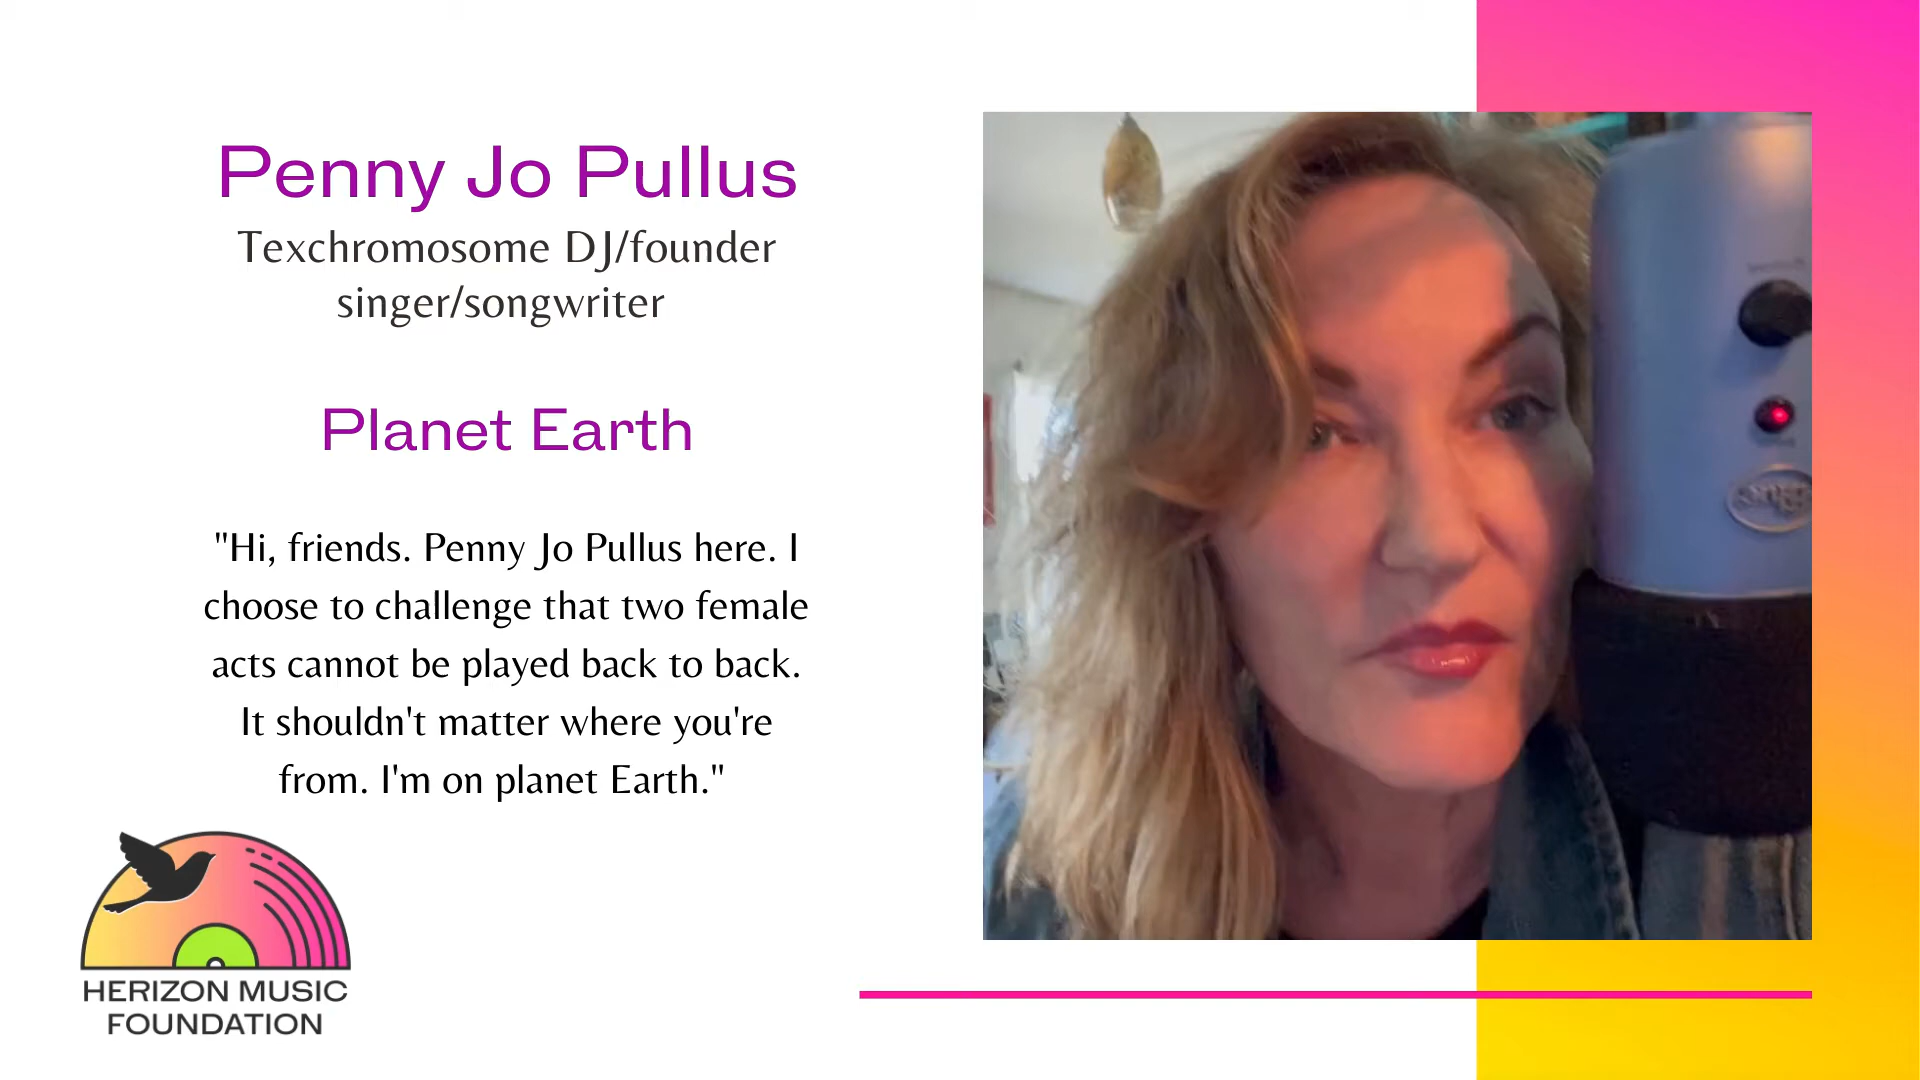 Penny Jo Pullus
Texchromosome DJ/founder
singer/songwriter
Planet Earth
"Hi, friends. Penny Jo Pullus here. I
choose to challenge that two female
acts cannot be played back to back.
It shouldn't matter where you're
from. I'm on planet Earth."
HERIZON MUSIC
FOUNDATION